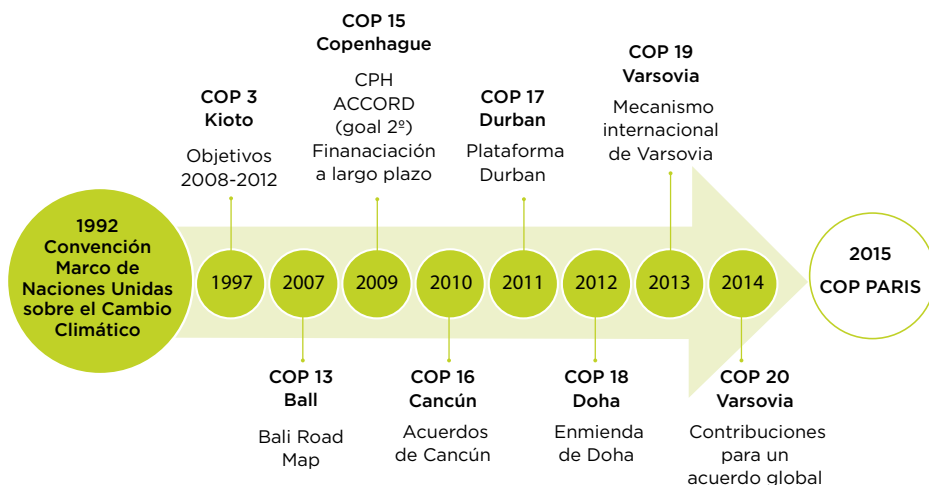 1992
Convención
Marco de
Naciones Unidas
sobre el Cambio
Climático
COP 3
Kioto
Objetivos
2008-2012
1997
2007
COP 13
Ball
Bali Road
Map
COP 15
Copenhague
CPH
ACCORD
(goal 2º)
Finanaciación
a largo plazo
2009
2010
COP 16
Cancún
Acuerdos
de Cancún
COP 17
Durban
Plataforma
Durban
2011
2012
COP 18
Doha
Enmienda
de Doha
COP 19
Varsovia
Mecanismo
internacional
de Varsovia
2013
2014
COP 20
Varsovia
Contribuciones
para un
acuerdo global
2015
COP PARIS